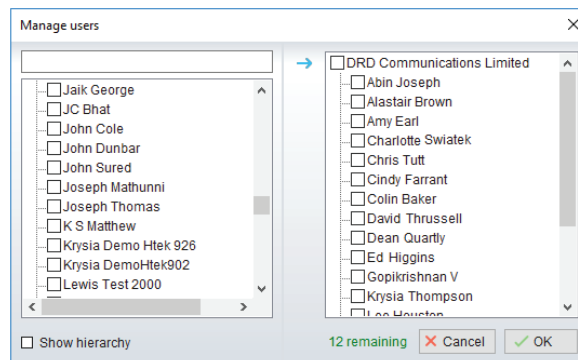 Manage users
Jaik George
JC Bhat
John Cole
John Dunbar
John Sured
Joseph Mathunni
Joseph Thomas
K S Matthew
Krysia Demo Htek 926
Krysia DemoHtek902
Lewis Test 2000
Show hierarchy
DRD Communications Limited
Abin Joseph
Alastair Brown
Amy Earl
Charlotte Swiatek
Chris Tutt
Cindy Farrant
Colin Baker
David Thrussell
Dean Quartly
Ed Higgins
Gopikrishnan V
Krysia Thompson
Lee Houston
12 remaining
Cancel
OK